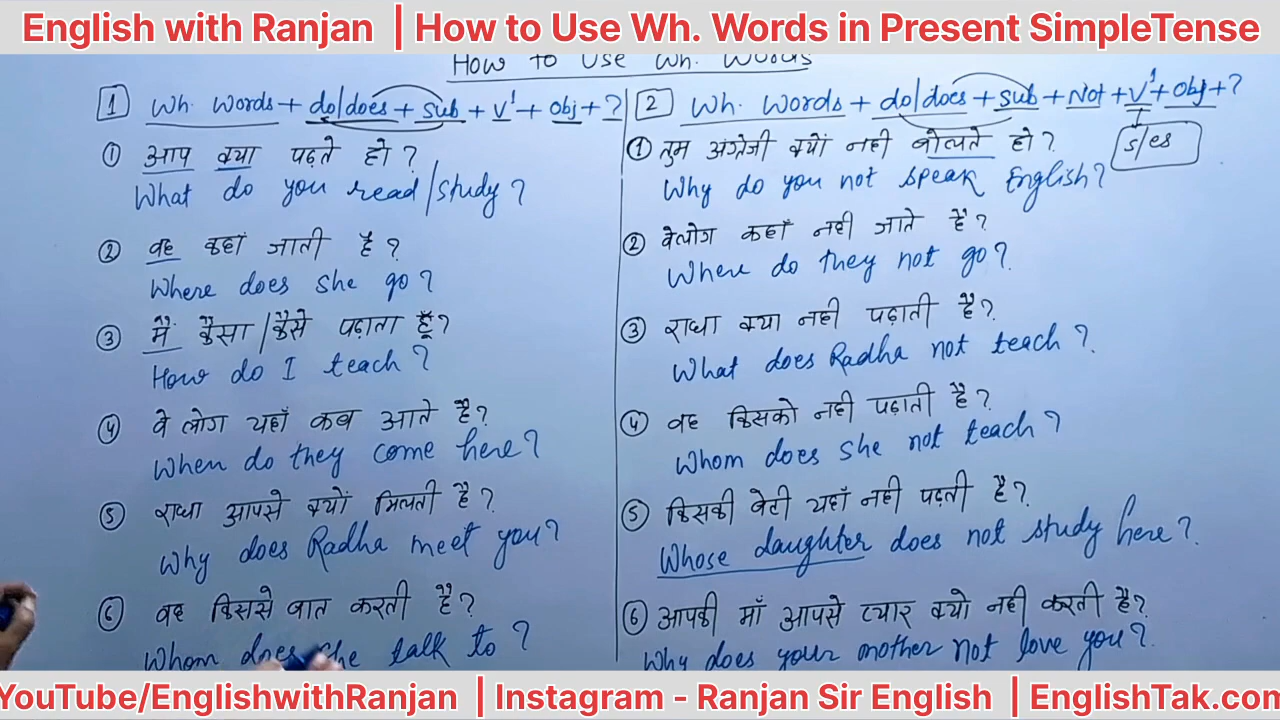 English with Ranjan | How to Use Wh. Words in Present SimpleTense
How to Use Wh. Words
1 Wh. Words + do/does + sub + V¹ + obj + ?
① आप क्या पढ़ते हो ?
What do you read/study ?
② वह कहाँ जाती है ?
Where does she go ?
③ मैं कैसा/कैसे पढ़ाता हूँ ?
How do I teach ?
④ वे लोग यहाँ कब आते है ?
When do they come here ?
⑤ राधा आपसे क्यों मिलती है ?
Why does Radha meet you ?
⑥ वह किससे बात करती है ?
Whom does she talk to ?
2 Wh. Words + do/does + sub + Not + V¹ + Obj + ?
s/es
① तुम अंग्रेजी क्यों नही बोलते हो ?
Why do you not speak English ?
② वेलोग कहाँ नही जाते है ?
Where do they not go ?
③ राधा क्या नही पढ़ाती है ?
What does Radha not teach ?
④ वह किसको नही पढ़ाती है ?
Whom does she not teach ?
⑤ किसकी बेटी यहाँ नही पढ़ती है ?
Whose daughter does not study here ?
⑥ आपकी माँ आपसे प्यार क्यो नही करती है ?
Why does your mother not love you ?
YouTube/EnglishwithRanjan | Instagram - Ranjan Sir English | EnglishTak.com